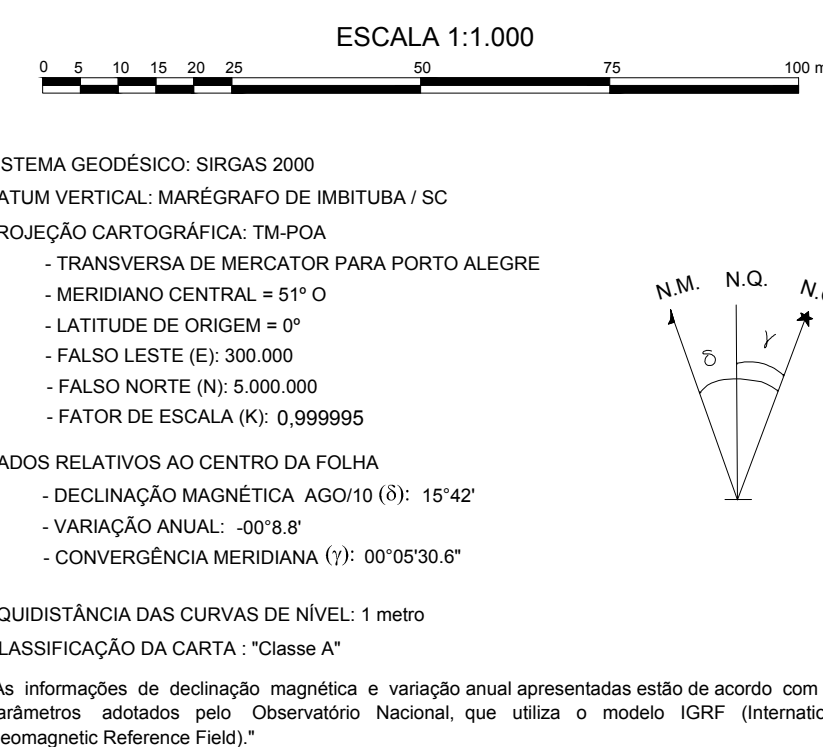 ESCALA 1:1.000
0 5 10 15 20 25 50 75 100 m
ISTEMA GEODÉSICO: SIRGAS 2000
ATUM VERTICAL: MARÉGRAFO DE IMBITUBA / SC
ROJEÇÃO CARTOGRÁFICA: TM-POA
- TRANSVERSA DE MERCATOR PARA PORTO ALEGRE
- MERIDIANO CENTRAL = 51º O
- LATITUDE DE ORIGEM = 0º
- FALSO LESTE (E): 300.000
- FALSO NORTE (N): 5.000.000
- FATOR DE ESCALA (K): 0,999995
N.M. N.Q. N.
δ γ
ADOS RELATIVOS AO CENTRO DA FOLHA
- DECLINAÇÃO MAGNÉTICA AGO/10 (δ): 15°42'
- VARIAÇÃO ANUAL: -00°8.8'
- CONVERGÊNCIA MERIDIANA (γ): 00°05'30.6"
QUIDISTÂNCIA DAS CURVAS DE NÍVEL: 1 metro
LASSIFICAÇÃO DA CARTA : "Classe A"
As informações de declinação magnética e variação anual apresentadas estão de acordo com
arâmetros adotados pelo Observatório Nacional, que utiliza o modelo IGRF (Internatio
eomagnetic Reference Field)."